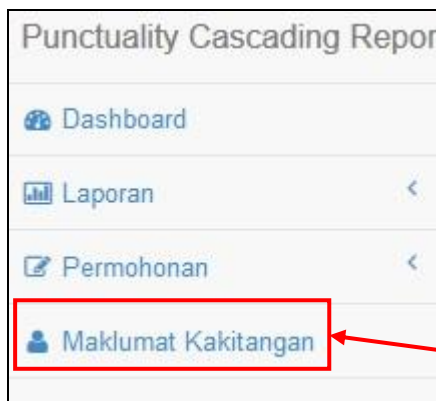 Punctuality Cascading Repor
Dashboard
Laporan
Permohonan
Maklumat Kakitangan